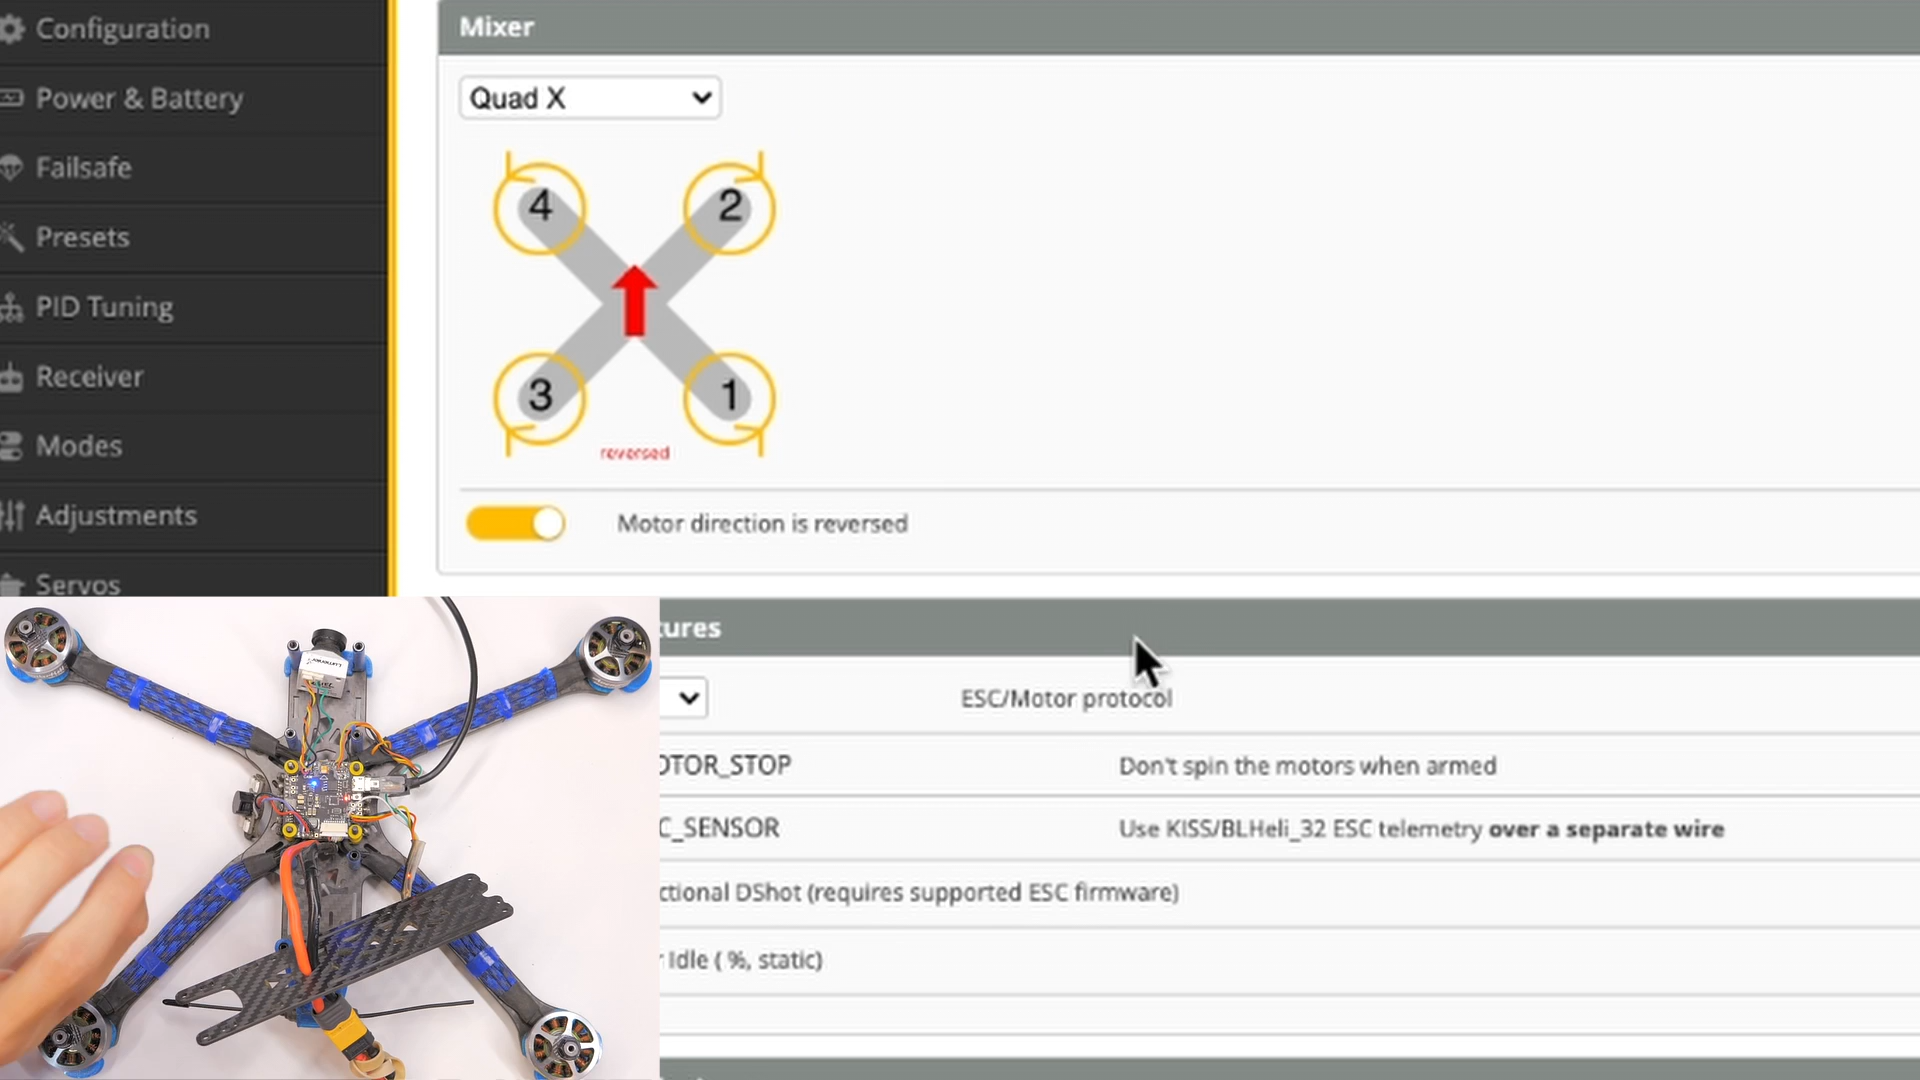 Configuration
Power & Battery
Failsafe
Presets
PID Tuning
Receiver
Modes
Adjustments
Servos
Mixer
Quad X
4
2
3
1
reversed
Motor direction is reversed
tures
ESC/Motor protocol
OTOR_STOP
Don't spin the motors when armed
C_SENSOR
Use KISS/BLHeli_32 ESC telemetry over a separate wire
ctional DShot (requires supported ESC firmware)
r Idle ( %, static)